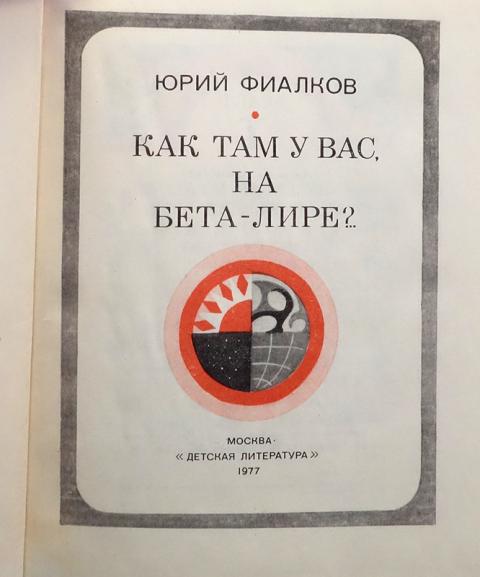 ЮРИЙ ФИАЛКОВ
КАК ТАМ У ВАС,
НА
БЕТА-ЛИРЕ?..
МОСКВА·
«ДЕТСКАЯ ЛИТЕРАТУРА»
1977